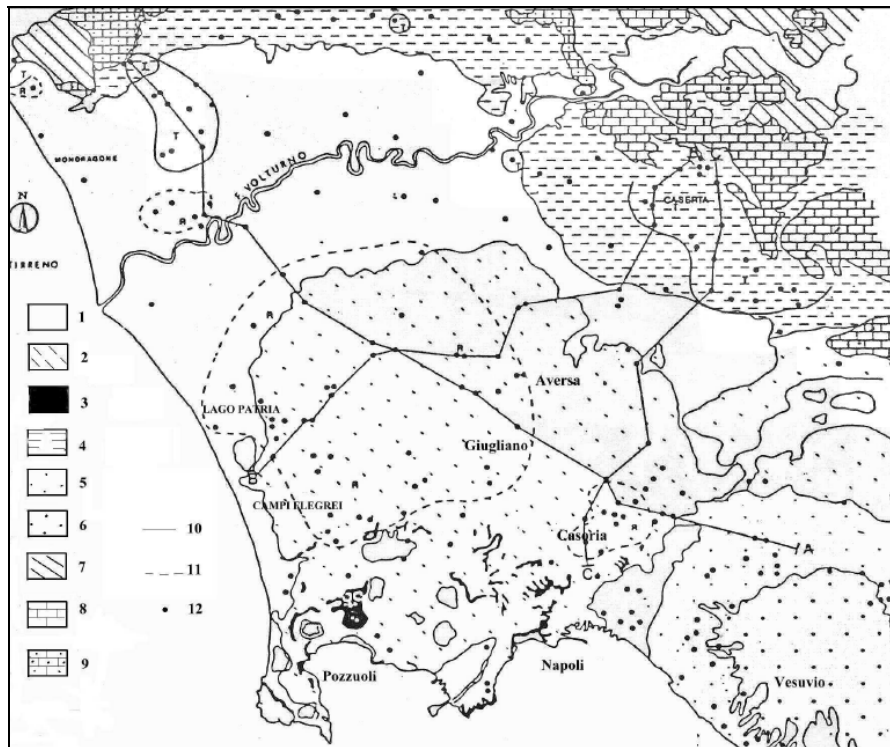 T
T
R
MONDRAGONE
F. VOLTURNO
T
R
CASERTA
T
N
TIRRENO
T
1
R
R
2
Aversa
3
LAGO PATRIA
4
Giugliano
B
5
R
CAMPI FLEGREI
6
10
Casoria
R
R
A
7
11
C
8
12
9
Pozzuoli
Napoli
Vesuvio